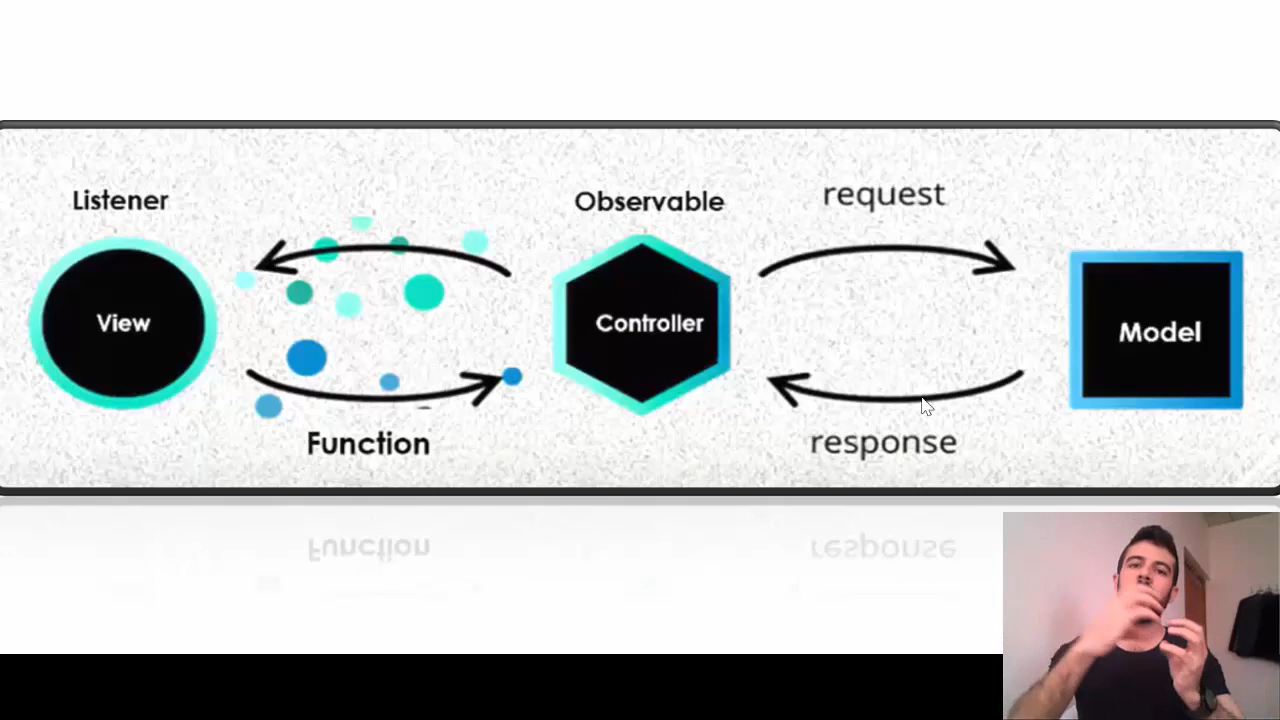 Listener
Observable
request
View
Controller
Model
Function
response
Function
response